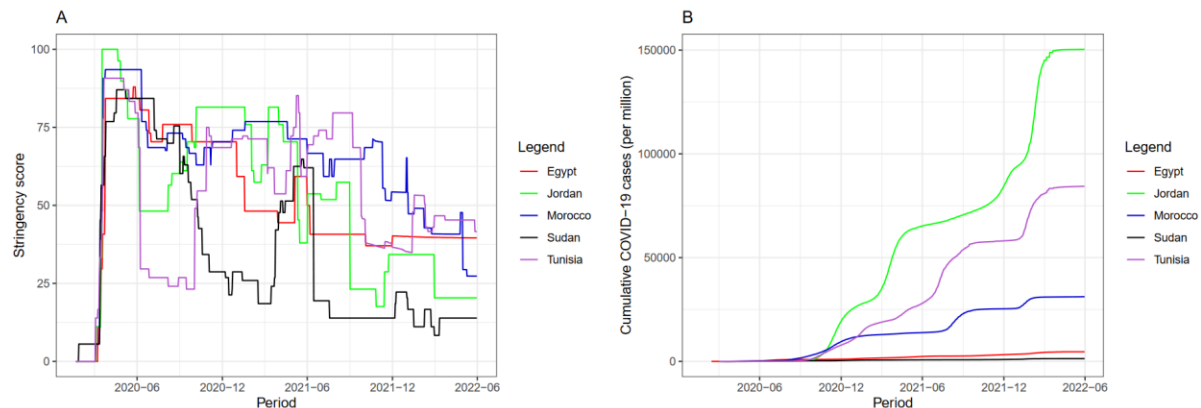 A
Stringency score
100
75
50
25
0
2020−06
2020−12
2021−06
2021−12
2022−06
Period
Legend
Egypt
Jordan
Morocco
Sudan
Tunisia
B
Cumulative COVID−19 cases (per million)
150000
100000
50000
0
2020−06
2020−12
2021−06
2021−12
2022−06
Period
Legend
Egypt
Jordan
Morocco
Sudan
Tunisia